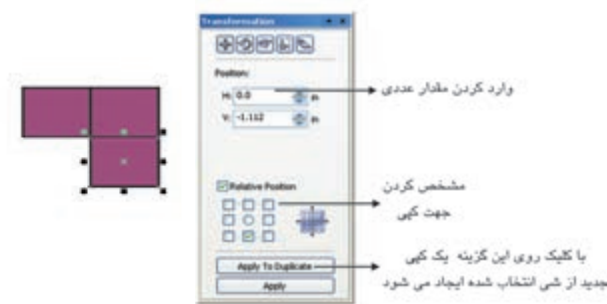 Transformation
Position:
H: 0.0 in
وارد کردن مقدار عددی
V: -1.112 in
Relative Position
مشخص کردن
جهت کپی
Apply To Duplicate
با کلیک روی این گزینه یک کپی
جدید از شی انتخاب شده ایجاد می شود
Apply